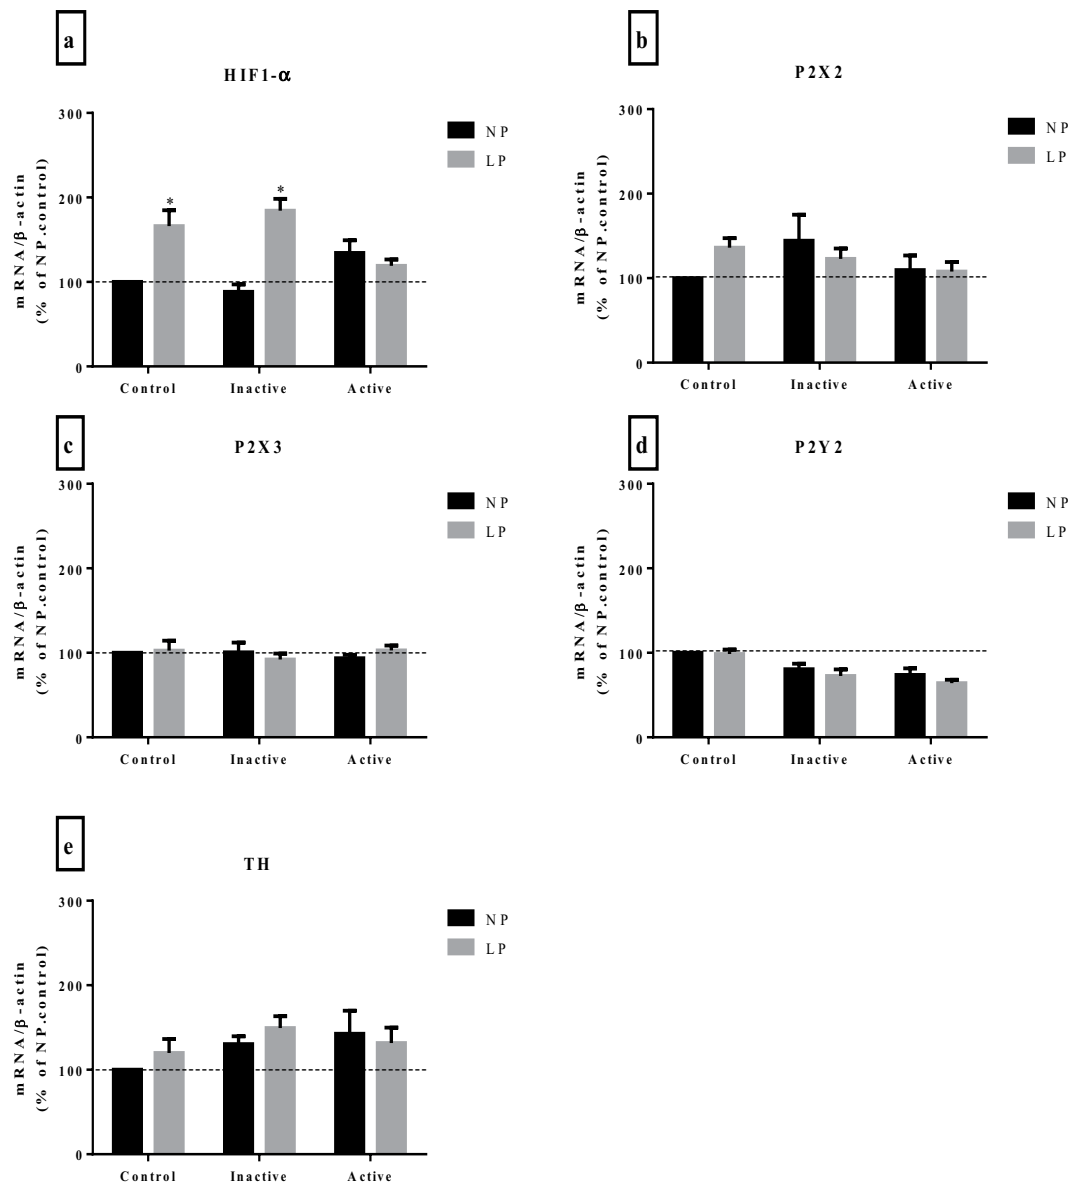 a
HIF1-α
mRNA/β-actin
(% of NP.control)
300
200
100
0
*
*
Control Inactive Active
NP
LP
b
P2X2
mRNA/β-actin
(% of NP.control)
300
200
100
0
Control Inactive Active
NP
LP
c
P2X3
mRNA/β-actin
(% of NP.control)
300
200
100
0
Control Inactive Active
NP
LP
d
P2Y2
mRNA/β-actin
(% of NP.control)
300
200
100
0
Control Inactive Active
NP
LP
e
TH
mRNA/β-actin
(% of NP.control)
300
200
100
0
Control Inactive Active
NP
LP